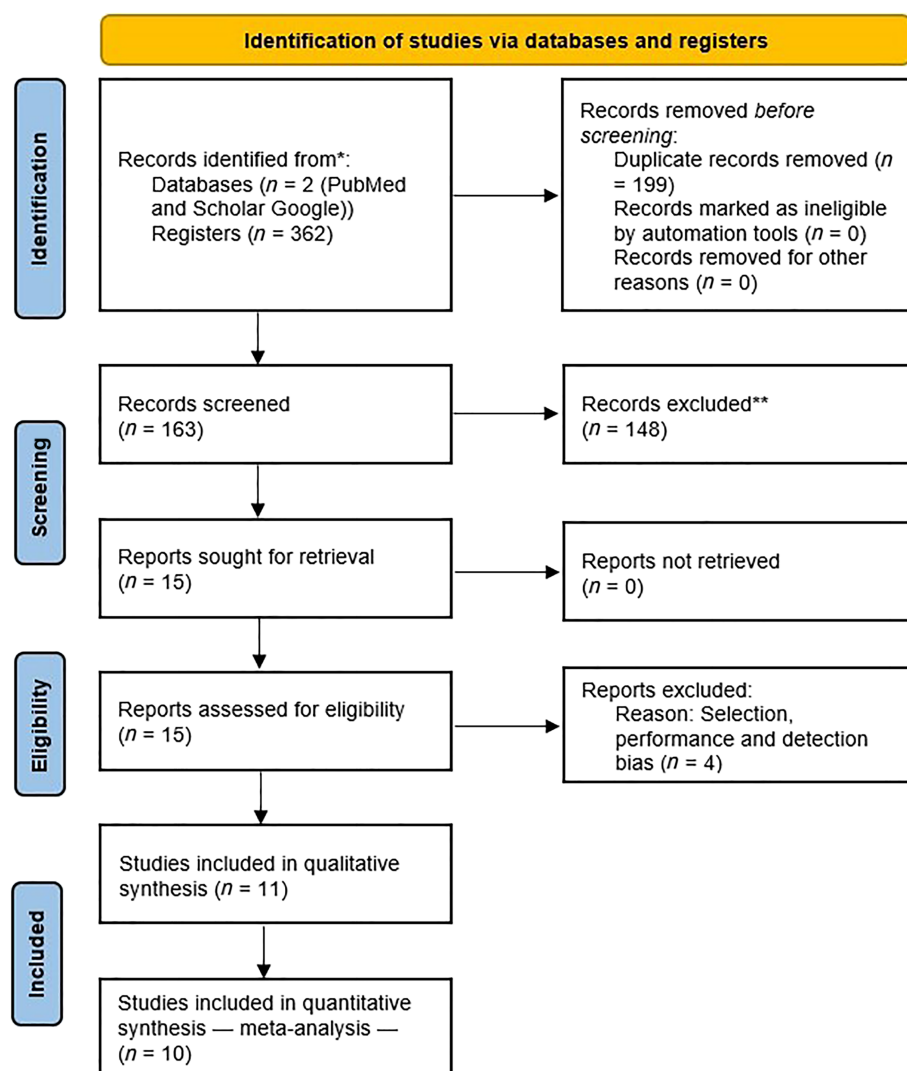 Identification of studies via databases and registers
Identification
Records identified from*:
Databases (n = 2 (PubMed
and Scholar Google))
Registers (n = 362)
Records removed before
screening:
Duplicate records removed (n
= 199)
Records marked as ineligible
by automation tools (n = 0)
Records removed for other
reasons (n = 0)
Screening
Records screened
(n = 163)
Records excluded**
(n = 148)
Reports sought for retrieval
(n = 15)
Reports not retrieved
(n = 0)
Eligibility
Reports assessed for eligibility
(n = 15)
Reports excluded:
Reason: Selection,
performance and detection
bias (n = 4)
Included
Studies included in qualitative
synthesis (n = 11)
Studies included in quantitative
synthesis — meta-analysis —
(n = 10)